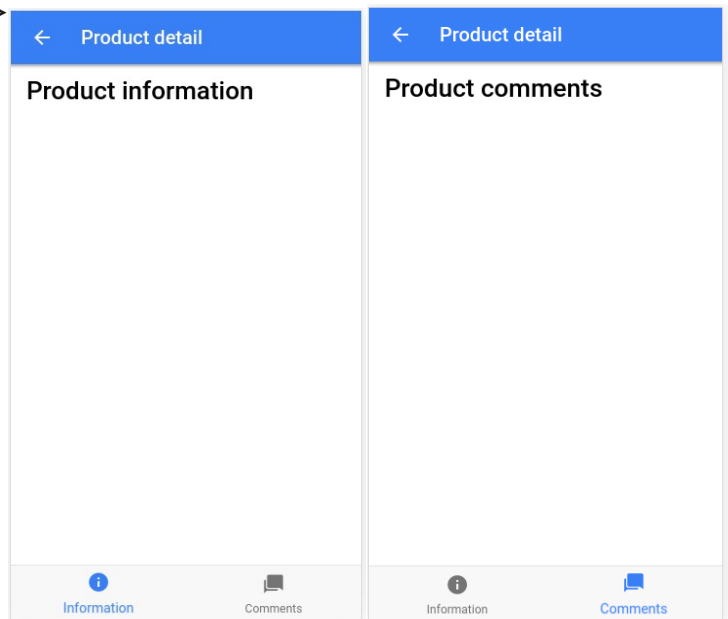 Product detail
Product information
Information
Comments
Product detail
Product comments
Information
Comments